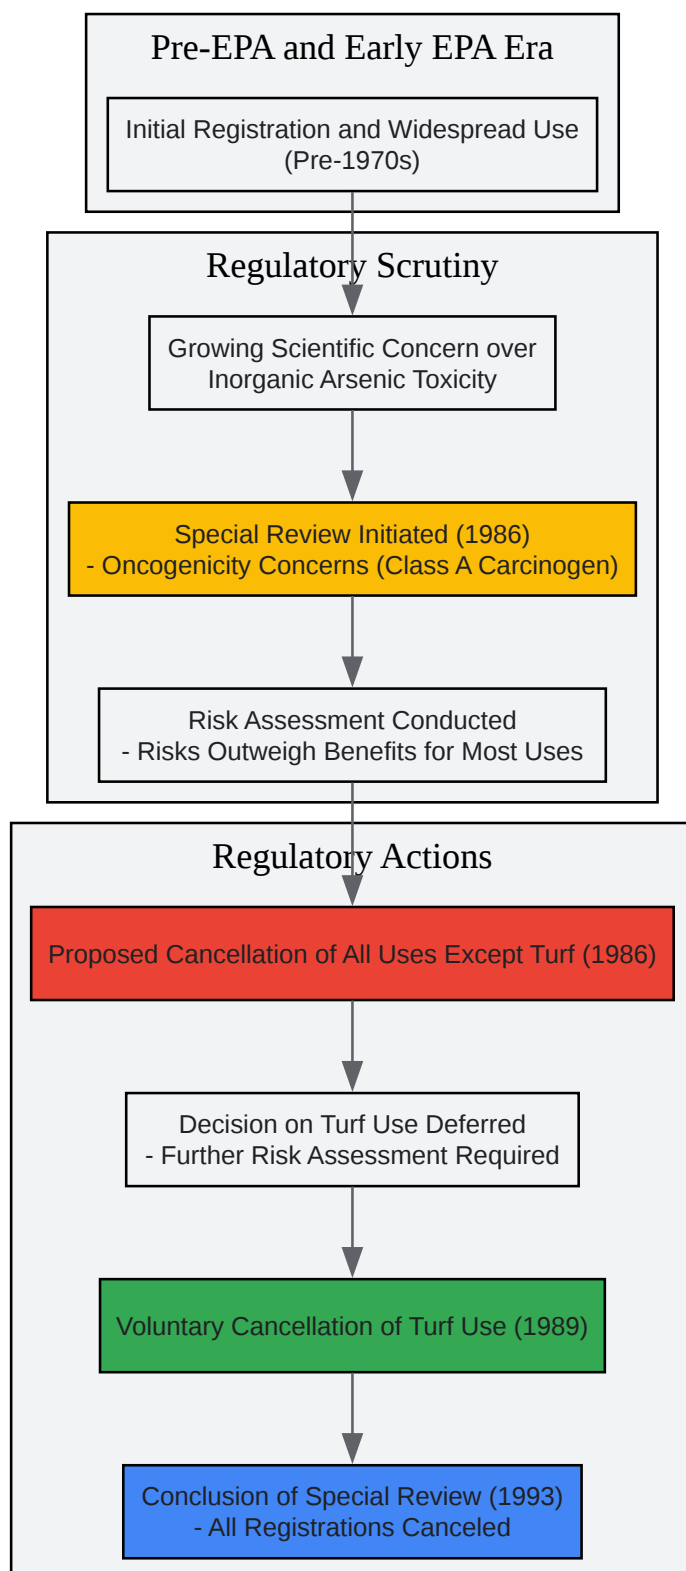 Pre-EPA and Early EPA Era
Initial Registration and Widespread Use
(Pre-1970s)
Regulatory Scrutiny
Growing Scientific Concern over
Inorganic Arsenic Toxicity
Special Review Initiated (1986)
- Oncogenicity Concerns (Class A Carcinogen)
Risk Assessment Conducted
- Risks Outweigh Benefits for Most Uses
Regulatory Actions
Proposed Cancellation of All Uses Except Turf (1986)
Decision on Turf Use Deferred
- Further Risk Assessment Required
Voluntary Cancellation of Turf Use (1989)
Conclusion of Special Review (1993)
- All Registrations Canceled